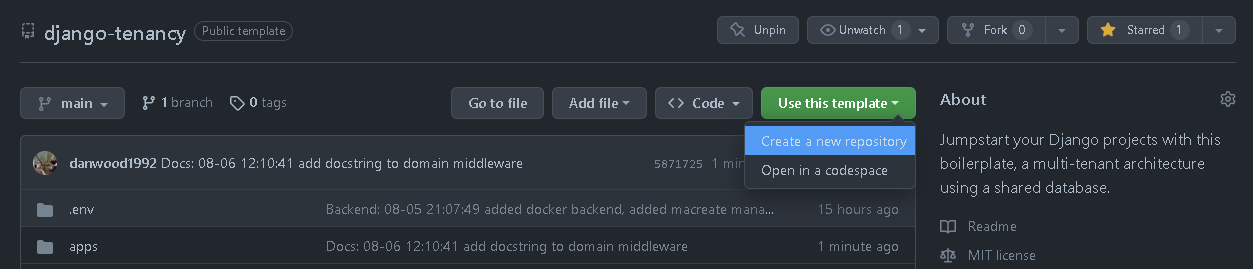 django-tenancy Public template Unpin Unwatch 1 Fork 0 Starred 1
main 1 branch 0 tags Go to file Add file Code Use this template About
Create a new repository
Open in a codespace
Jumpstart your Django projects with this
boilerplate, a multi-tenant architecture
using a shared database.
danwood1992 Docs: 08-06 12:10:41 add docstring to domain middleware 5871725 1 min
.env Backend: 08-05 21:07:49 added docker backend, added macreate mana... 15 hours ago
apps Docs: 08-06 12:10:41 add docstring to domain middleware 1 minute ago
Readme
MIT license